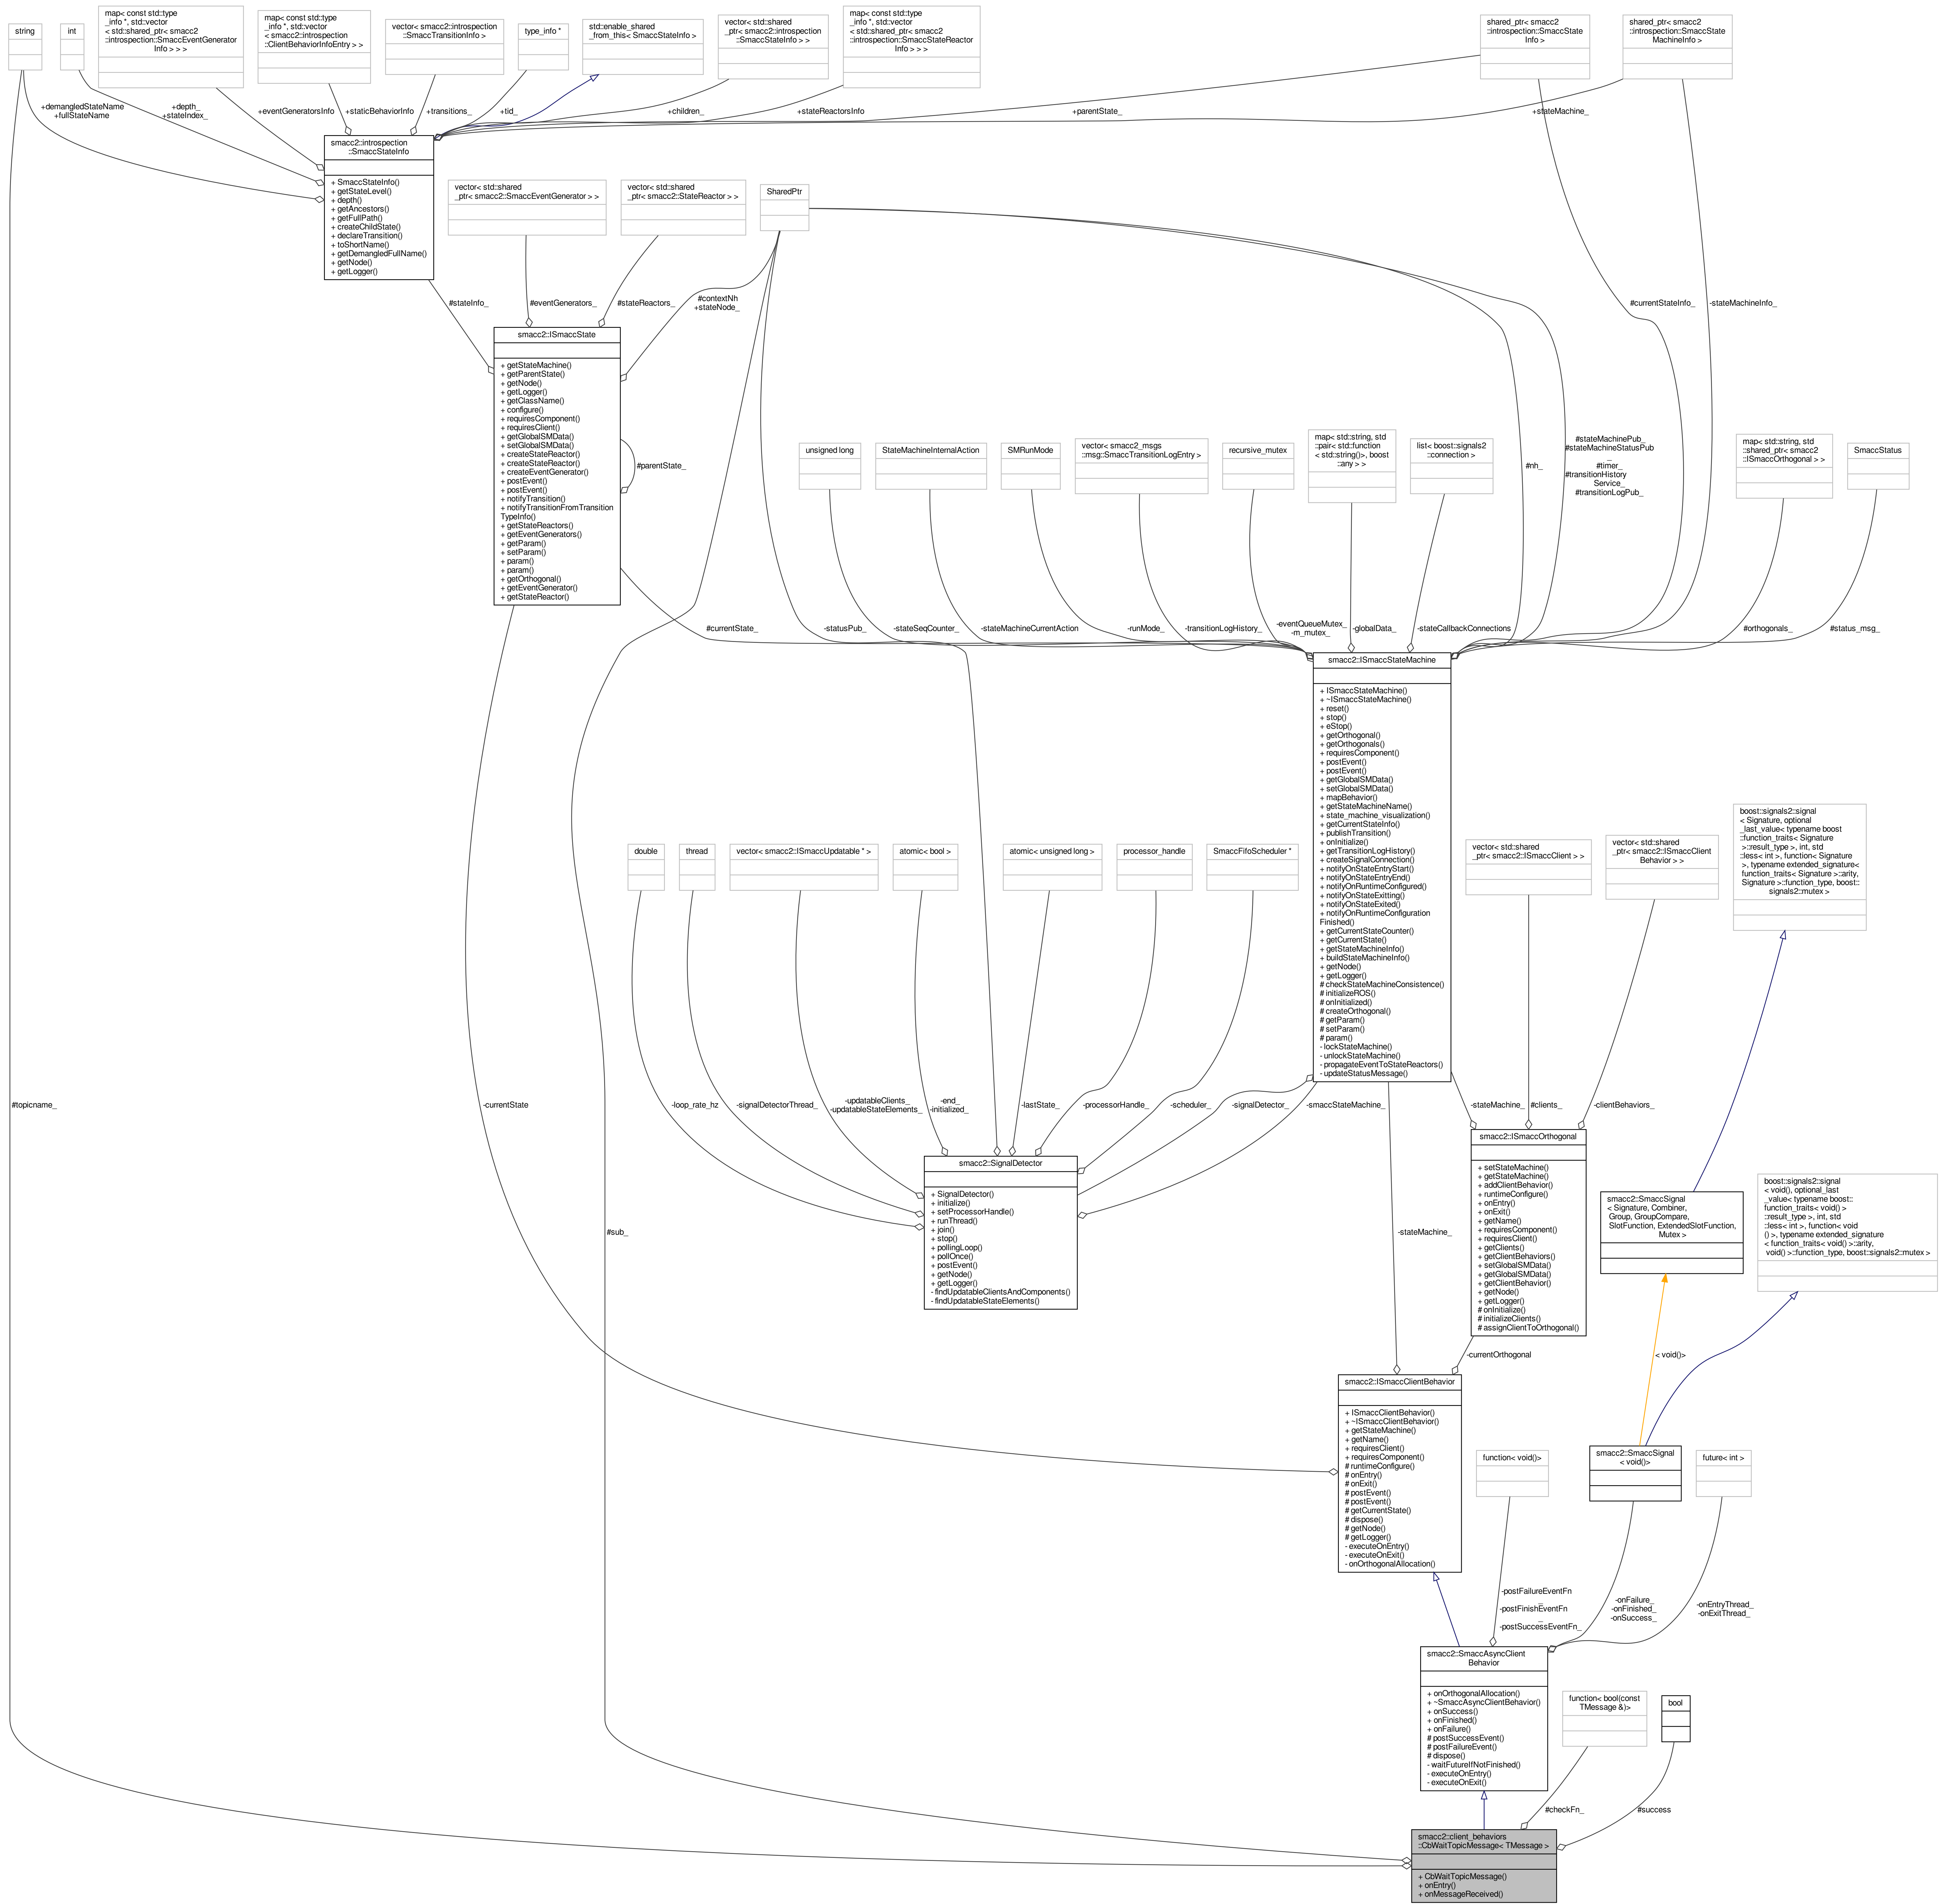 string
int
map< const std::type
_info *, std::vector
< std::shared_ptr< smacc2
::introspection::SmaccEventGenerator
Info > > >
map< const std::type
_info *, std::vector
< smacc2::introspection
::ClientBehaviorInfoEntry > >
vector< smacc2::introspection
::SmaccTransitionInfo >
type_info *
std::enable_shared
_from_this< SmaccStateInfo >
vector< std::shared
_ptr< smacc2::introspection
::SmaccStateInfo > >
map< const std::type
_info *, std::vector
< std::shared_ptr< smacc2
::introspection::SmaccStateReactor
Info > > >
shared_ptr< smacc2
::introspection::SmaccState
Info >
shared_ptr< smacc2
::introspection::SmaccState
MachineInfo >
+demangledStateName
+fullStateName
+depth_
+stateIndex_
+eventGeneratorsInfo
+staticBehaviorInfo
+transitions_
+tid_
+children_
+stateReactorsInfo
+parentState_
+stateMachine_
smacc2::introspection
::SmaccStateInfo
+ SmaccStateInfo()
+ getStateLevel()
+ depth()
+ getAncestors()
+ getFullPath()
+ createChildState()
+ declareTransition()
+ toShortName()
+ getDemangledFullName()
+ getNode()
+ getLogger()
vector< std::shared
_ptr< smacc2::SmaccEventGenerator > >
vector< std::shared
_ptr< smacc2::StateReactor > >
SharedPtr
#stateInfo_
#eventGenerators_
#stateReactors_
#contextNh
+stateNode_
#currentStateInfo_
-stateMachineInfo_
smacc2::ISmaccState
+ getStateMachine()
+ getParentState()
+ getNode()
+ getLogger()
+ getClassName()
+ configure()
+ requiresComponent()
+ requiresClient()
+ getGlobalSMData()
+ setGlobalSMData()
+ createStateReactor()
+ createStateReactor()
+ createEventGenerator()
+ postEvent()
+ postEvent()
+ notifyTransition()
+ notifyTransitionFromTransition
TypeInfo()
+ getStateReactors()
+ getEventGenerators()
+ getParam()
+ setParam()
+ param()
+ param()
+ getOrthogonal()
+ getEventGenerator()
+ getStateReactor()
#parentState_
unsigned long
StateMachineInternalAction
SMRunMode
vector< smacc2_msgs
::msg::SmaccTransitionLogEntry >
recursive_mutex
map< std::string, std
::pair< std::function
< std::string()>, boost
::any > >
list< boost::signals2
::connection >
#nh_
#stateMachinePub_
#stateMachineStatusPub
_
#timer_
#transitionHistory
Service_
#transitionLogPub_
map< std::string, std
::shared_ptr< smacc2
::ISmaccOrthogonal > >
SmaccStatus
#currentState_
-statusPub_
-stateSeqCounter_
-stateMachineCurrentAction
-runMode_
-transitionLogHistory_
-eventQueueMutex_
-m_mutex_
-globalData_
-stateCallbackConnections
#orthogonals_
#status_msg_
smacc2::ISmaccStateMachine
+ ISmaccStateMachine()
+ ~ISmaccStateMachine()
+ reset()
+ stop()
+ eStop()
+ getOrthogonal()
+ getOrthogonals()
+ requiresComponent()
+ postEvent()
+ postEvent()
+ getGlobalSMData()
+ setGlobalSMData()
+ mapBehavior()
+ getStateMachineName()
+ state_machine_visualization()
+ getCurrentStateInfo()
+ publishTransition()
+ onInitialize()
+ getTransitionLogHistory()
+ createSignalConnection()
+ notifyOnStateEntryStart()
+ notifyOnStateEntryEnd()
+ notifyOnRuntimeConfigured()
+ notifyOnStateExitting()
+ notifyOnStateExited()
+ notifyOnRuntimeConfiguration
Finished()
+ getCurrentStateCounter()
+ getCurrentState()
+ getStateMachineInfo()
+ buildStateMachineInfo()
+ getNode()
+ getLogger()
# checkStateMachineConsistence()
# initializeROS()
# onInitialized()
# createOrthogonal()
# getParam()
# setParam()
# param()
- lockStateMachine()
- unlockStateMachine()
- propagateEventToStateReactors()
- updateStatusMessage()
double
thread
vector< smacc2::ISmaccUpdatable * >
atomic< bool >
atomic< unsigned long >
processor_handle
SmaccFifoScheduler *
vector< std::shared
_ptr< smacc2::ISmaccClient > >
vector< std::shared
_ptr< smacc2::ISmaccClient
Behavior > >
boost::signals2::signal
< Signature, optional
_last_value< typename boost
::function_traits< Signature
>::result_type >, int, std
::less< int >, function< Signature
>, typename extended_signature<
function_traits< Signature >::arity,
Signature >::function_type, boost::
signals2::mutex >
#topicname_
-currentState
-loop_rate_hz
-signalDetectorThread_
-updatableClients_
-updatableStateElements_
-end_
-initialized_
-lastState_
-processorHandle_
-scheduler_
-signalDetector_
-smaccStateMachine_
-stateMachine_
#clients_
-clientBehaviors_
smacc2::SignalDetector
+ SignalDetector()
+ initialize()
+ setProcessorHandle()
+ runThread()
+ join()
+ stop()
+ pollingLoop()
+ pollOnce()
+ postEvent()
+ getNode()
+ getLogger()
- findUpdatableClientsAndComponents()
- findUpdatableStateElements()
smacc2::ISmaccOrthogonal
+ setStateMachine()
+ getStateMachine()
+ addClientBehavior()
+ runtimeConfigure()
+ onEntry()
+ onExit()
+ getName()
+ requiresComponent()
+ requiresClient()
+ getClients()
+ getClientBehaviors()
+ setGlobalSMData()
+ getGlobalSMData()
+ getClientBehavior()
+ getNode()
+ getLogger()
# onInitialize()
# initializeClients()
# assignClientToOrthogonal()
smacc2::SmaccSignal
< Signature, Combiner,
Group, GroupCompare,
SlotFunction, ExtendedSlotFunction,
Mutex >
boost::signals2::signal
< void(), optional_last
_value< typename boost::
function_traits< void() >
::result_type >, int, std
::less< int >, function< void
() >, typename extended_signature
< function_traits< void() >::arity,
void() >::function_type, boost::signals2::mutex >
#sub_
-stateMachine_
-currentOrthogonal
< void()>
smacc2::ISmaccClientBehavior
+ ISmaccClientBehavior()
+ ~ISmaccClientBehavior()
+ getStateMachine()
+ getName()
+ requiresClient()
+ requiresComponent()
# runtimeConfigure()
# onEntry()
# onExit()
# postEvent()
# postEvent()
# getCurrentState()
# dispose()
# getNode()
# getLogger()
- executeOnEntry()
- executeOnExit()
- onOrthogonalAllocation()
function< void()>
smacc2::SmaccSignal
< void()>
future< int >
-postFailureEventFn
_
-postFinishEventFn
_
-postSuccessEventFn_
-onFailure_
-onFinished_
-onSuccess_
-onEntryThread_
-onExitThread_
smacc2::SmaccAsyncClient
Behavior
+ onOrthogonalAllocation()
+ ~SmaccAsyncClientBehavior()
+ onSuccess()
+ onFinished()
+ onFailure()
# postSuccessEvent()
# postFailureEvent()
# dispose()
- waitFutureIfNotFinished()
- executeOnEntry()
- executeOnExit()
function< bool(const
TMessage &)>
bool
#checkFn_
#success
smacc2::client_behaviors
::CbWaitTopicMessage< TMessage >
+ CbWaitTopicMessage()
+ onEntry()
+ onMessageReceived()